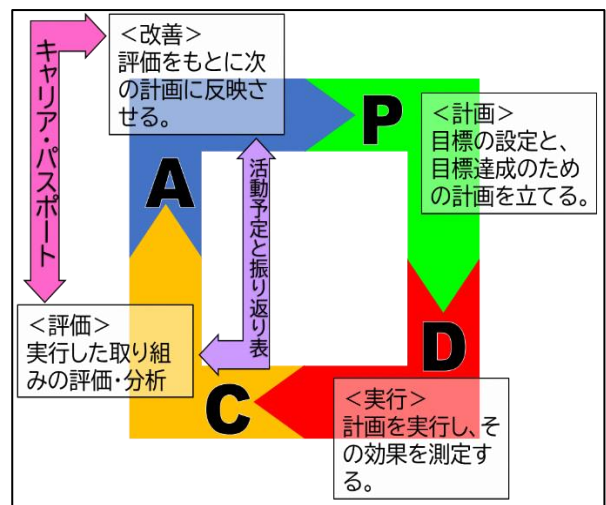 キャリア・パスポート
＜改善＞
評価をもとに次
の計画に反映さ
せる。
P
＜計画＞
目標の設定と、
目標達成のため
の計画を立てる。
A
活動予定と振り返り表
＜評価＞
実行した取り組
みの評価・分析
C
D
＜実行＞
計画を実行し、そ
の効果を測定す
る。